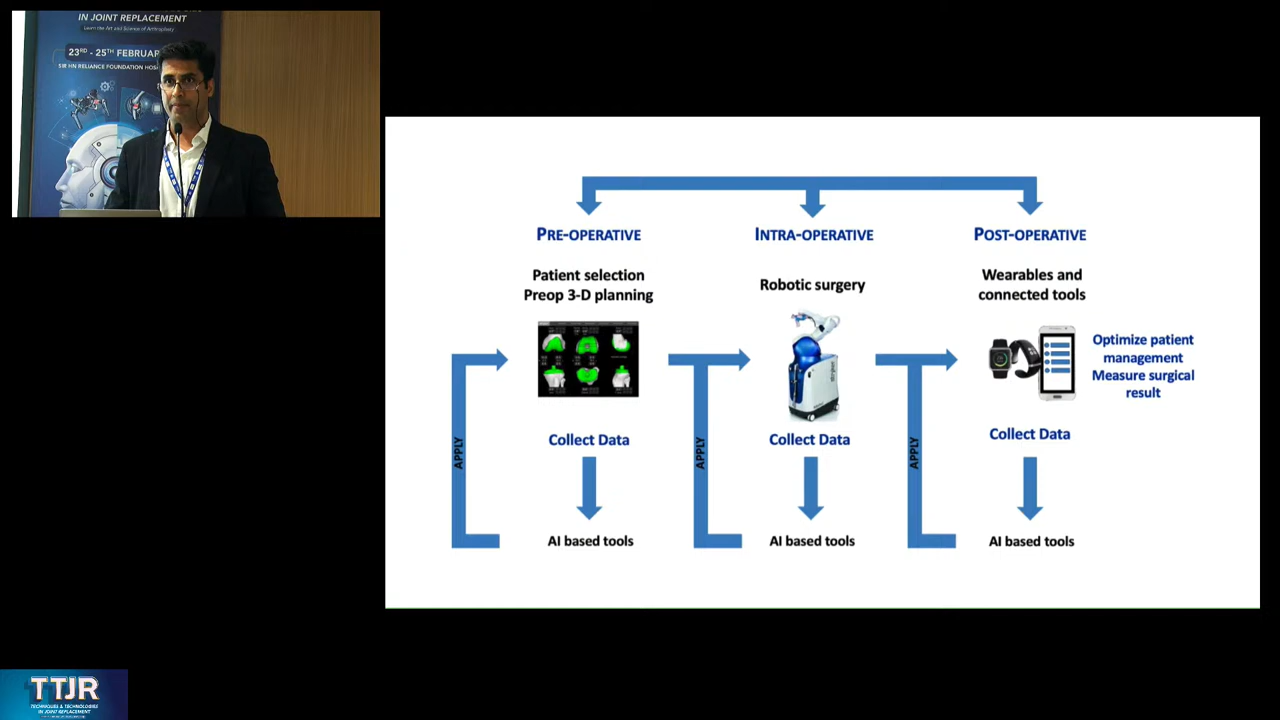 IN JOINT REPLACEMENT
Learn the Art and Science of Arthroplasty
23RD - 25TH FEBRUAR
SIR HN RELIANCE FOUNDATION HOS
PRE-OPERATIVE
INTRA-OPERATIVE
POST-OPERATIVE
Patient selection
Preop 3-D planning
Robotic surgery
Wearables and
connected tools
Optimize patient
management
Measure surgical
result
Collect Data
Collect Data
Collect Data
APPLY
APPLY
APPLY
AI based tools
AI based tools
AI based tools
TTJR
TECHNIQUES & TECHNOLOGIES
IN JOINT REPLACEMENT